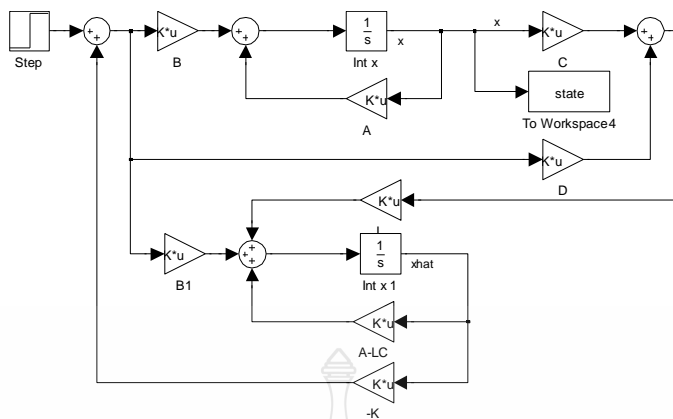 K*u
1
s
x
x
K*u
Step
B
Int x
C
K*u
A
state
To Workspace4
K*u
D
K*u
K*u
1
s
xhat
B1
Int x 1
K*u
A-LC
K*u
-K